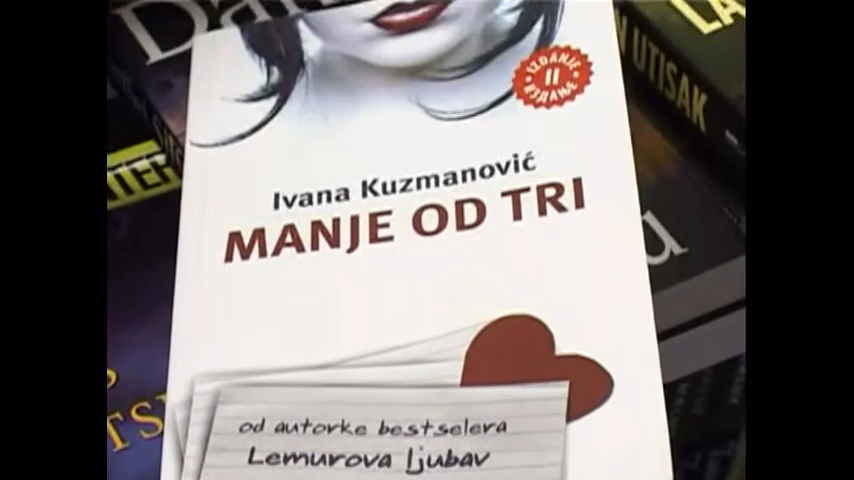 IZDANJE
II
ИЗДАЊЕ
UTISAK
Ivana Kuzmanović
MANJE OD TRI
od autorke bestselera
Lemurova ljubav